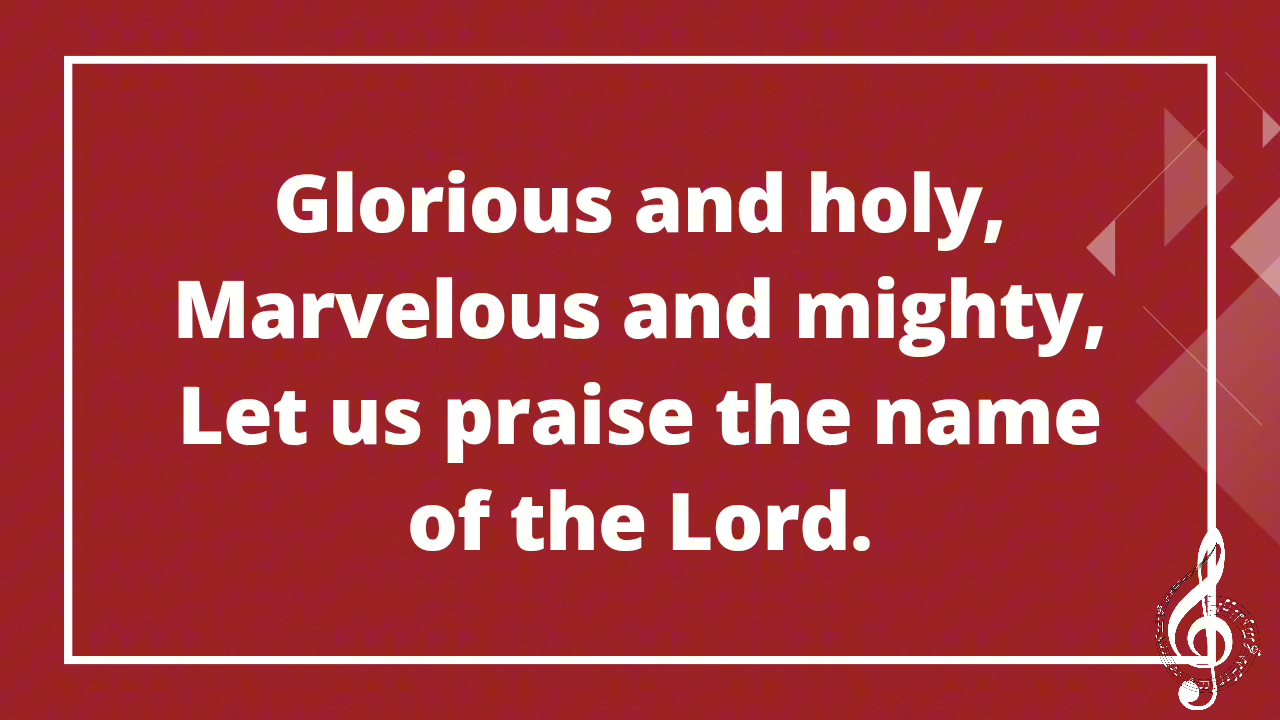 Glorious and holy,
Marvelous and mighty,
Let us praise the name
of the Lord.